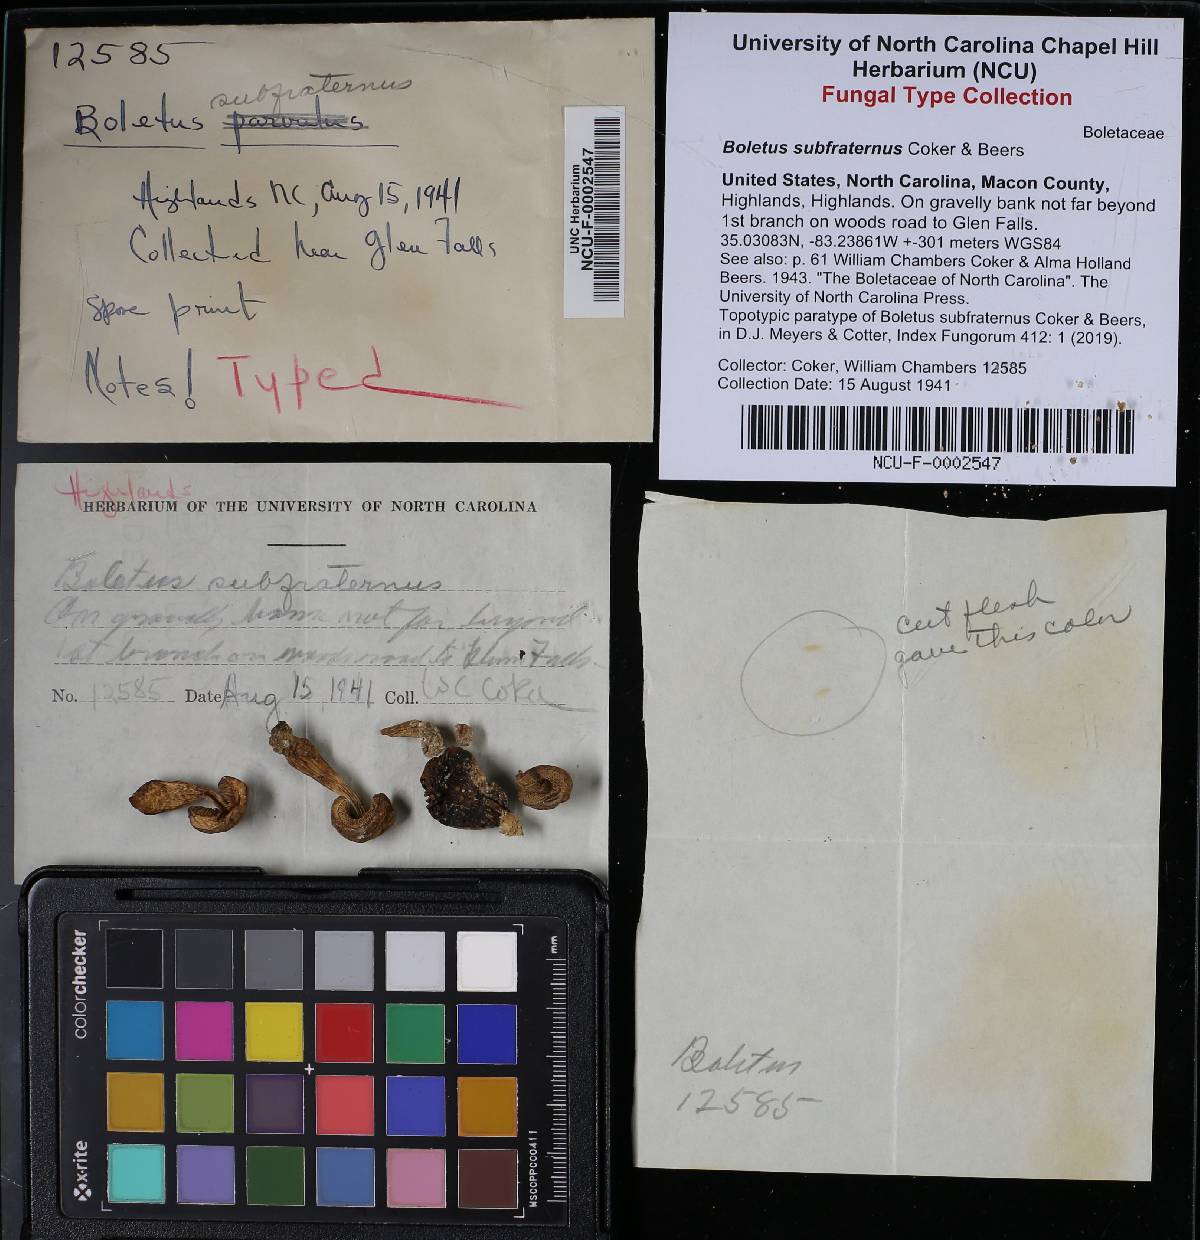 12585
subfraternus
Boletus parvulus
Highlands NC, Aug 15, 1941
Collected near Glen Falls
Spore print
Notes! Typed
UNC Herbarium
NCU-F-0002547
University of North Carolina Chapel Hill
Herbarium (NCU)
Fungal Type Collection
Boletaceae
Boletus subfraternus Coker & Beers
United States, North Carolina, Macon County,
Highlands, Highlands. On gravelly bank not far beyond
1st branch on woods road to Glen Falls.
35.03083N, -83.23861W +-301 meters WGS84
See also: p. 61 William Chambers Coker & Alma Holland
Beers. 1943. "The Boletaceae of North Carolina". The
University of North Carolina Press.
Topotypic paratype of Boletus subfraternus Coker & Beers,
in D.J. Meyers & Cotter, Index Fungorum 412: 1 (2019).
Collector: Coker, William Chambers 12585
Collection Date: 15 August 1941
NCU-F-0002547
Highlands
HERBARIUM OF THE UNIVERSITY OF NORTH CAROLINA
Boletus subfraternus
On gravelly bank not far beyond
1st branch on woods road to Glen Falls.
No. 12585 Date Aug 15, 1941 Coll. W C Coker
cut flesh
gave this color
Boletus
12585
colorchecker
x·rite
mm
MSCCPPC00411